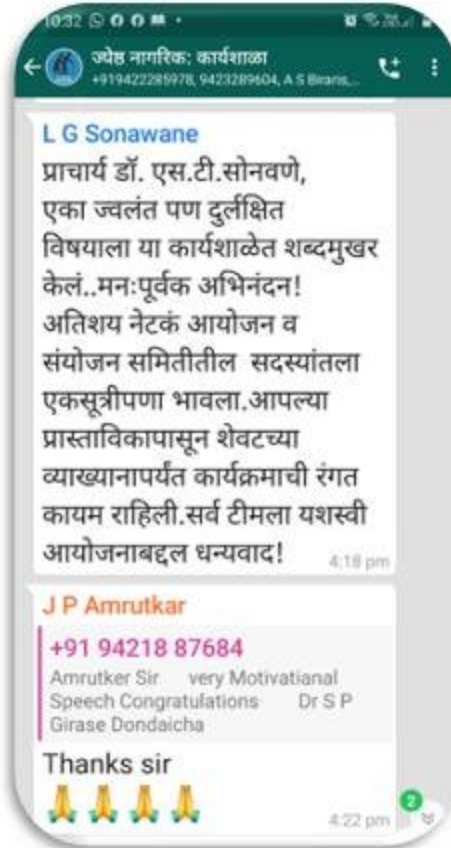 10:32
ज्येष्ठ नागरिक: कार्यशाळा
+919422285978, 9423289604, A S Biraris,...
L G Sonawane
प्राचार्य डॉ. एस.टी.सोनवणे,
एका ज्वलंत पण दुर्लक्षित
विषयाला या कार्यशाळेत शब्दमुखर
केलं..मनःपूर्वक अभिनंदन!
अतिशय नेटकं आयोजन व
संयोजन समितीतील सदस्यांतला
एकसूत्रीपणा भावला.आपल्या
प्रास्ताविकापासून शेवटच्या
व्याख्यानापर्यंत कार्यक्रमाची रंगत
कायम राहिली.सर्व टीमला यशस्वी
आयोजनाबद्दल धन्यवाद!
4:18 pm
J P Amrutkar
+91 94218 87684
Amrutker Sir very Motivatianal
Speech Congratulations Dr S P
Girase Dondaicha
Thanks sir
🙏🙏🙏🙏
4:22 pm
2